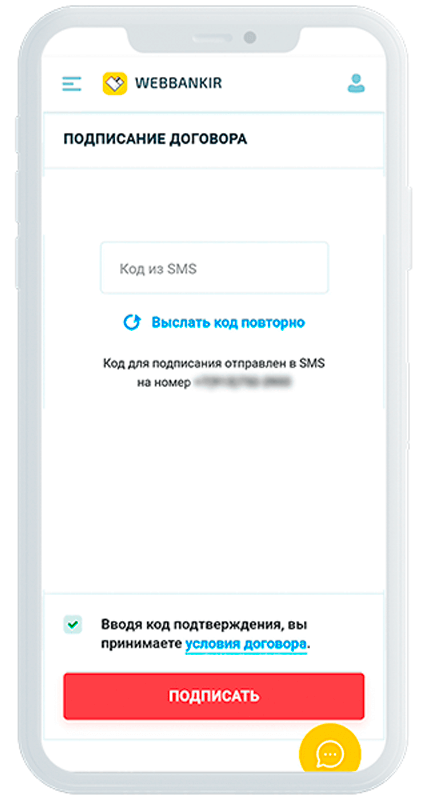 WEBBANKIR
ПОДПИСАНИЕ ДОГОВОРА
Код из SMS
Выслать код повторно
Код для подписания отправлен в SMS
на номер
Вводя код подтверждения, вы
принимаете условия договора.
ПОДПИСАТЬ